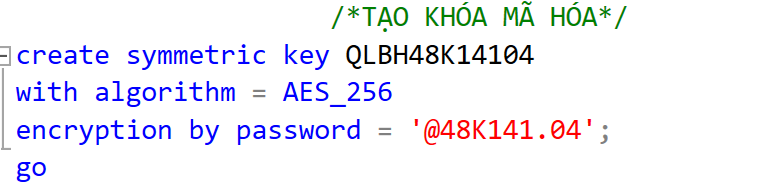 /*TẠO KHÓA MÃ HÓA*/
create symmetric key QLBH48K14104
with algorithm = AES_256
encryption by password = '@48K141.04';
go